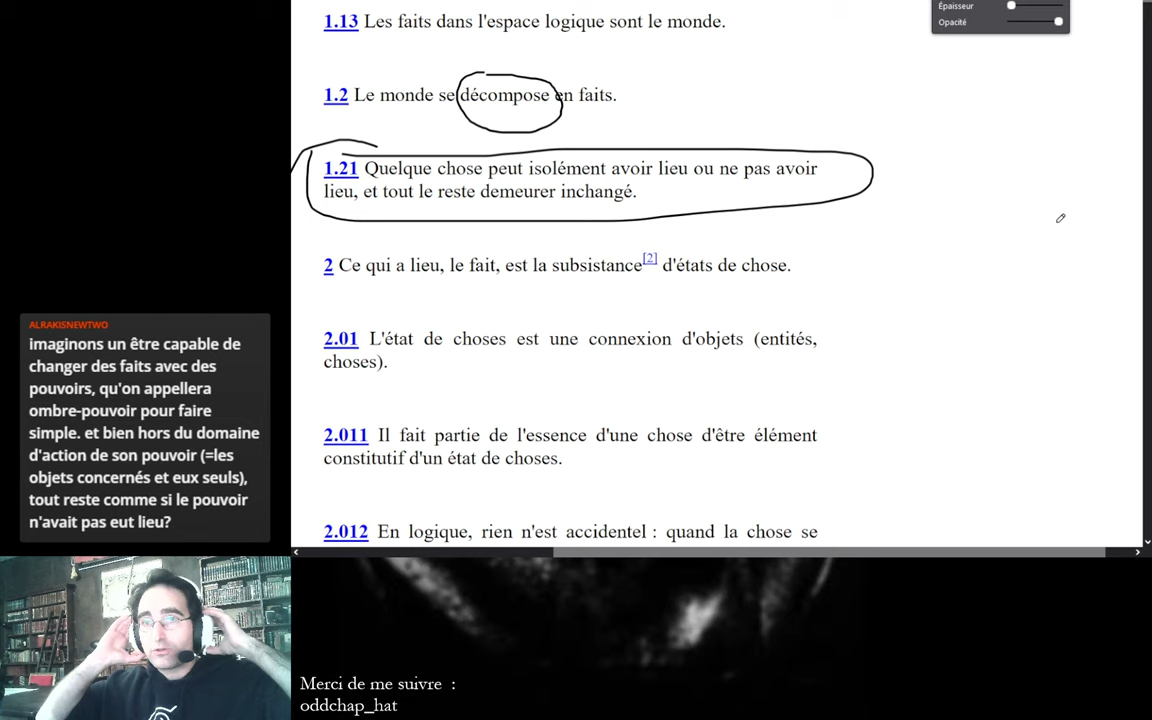 Épaisseur
Opacité
1.13 Les faits dans l'espace logique sont le monde.
1.2 Le monde se décompose en faits.
1.21 Quelque chose peut isolément avoir lieu ou ne pas avoir
lieu, et tout le reste demeurer inchangé.
2 Ce qui a lieu, le fait, est la subsistance[2] d'états de chose.
2.01 L'état de choses est une connexion d'objets (entités,
choses).
2.011 Il fait partie de l'essence d'une chose d'être élément
constitutif d'un état de choses.
2.012 En logique, rien n'est accidentel : quand la chose se
ALRAKISNEWTWO
imaginons un être capable de
changer des faits avec des
pouvoirs, qu'on appellera
ombre-pouvoir pour faire
simple. et bien hors du domaine
d'action de son pouvoir (=les
objets concernés et eux seuls),
tout reste comme si le pouvoir
n'avait pas eut lieu?
Merci de me suivre :
oddchap_hat